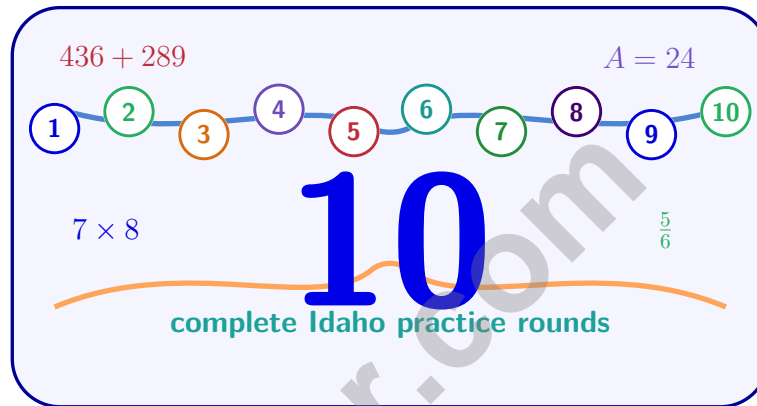 436 + 289
A = 24
1 2 3 4 5 6 7 8 9 10
7 × 8
5/6
10
complete Idaho practice rounds
r.com